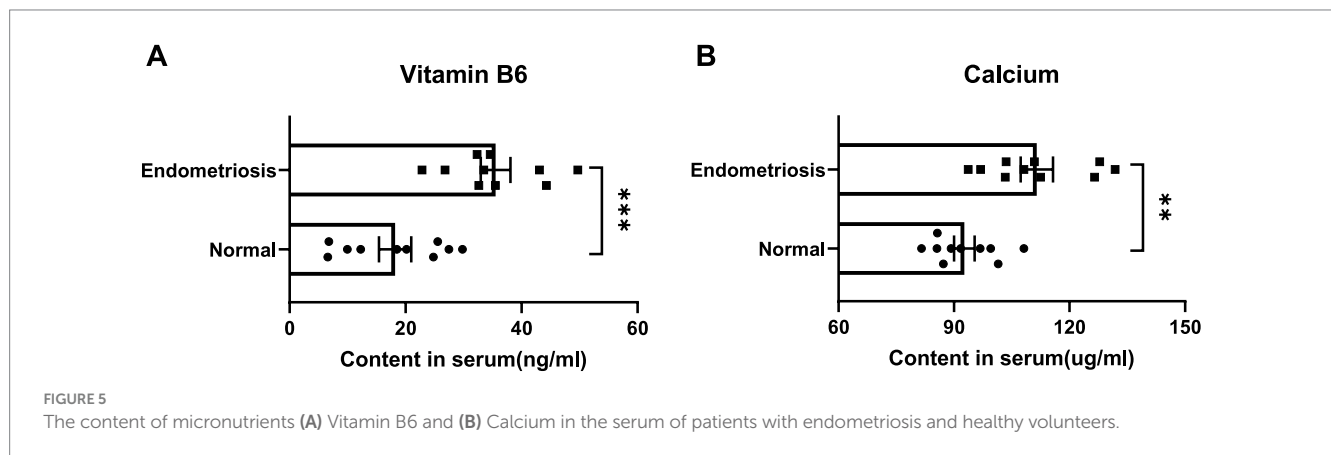 A
Vitamin B6
Endometriosis
Normal
***
0 20 40 60
Content in serum(ng/ml)
B
Calcium
Endometriosis
Normal
**
60 90 120 150
Content in serum(ug/ml)
FIGURE 5
The content of micronutrients (A) Vitamin B6 and (B) Calcium in the serum of patients with endometriosis and healthy volunteers.